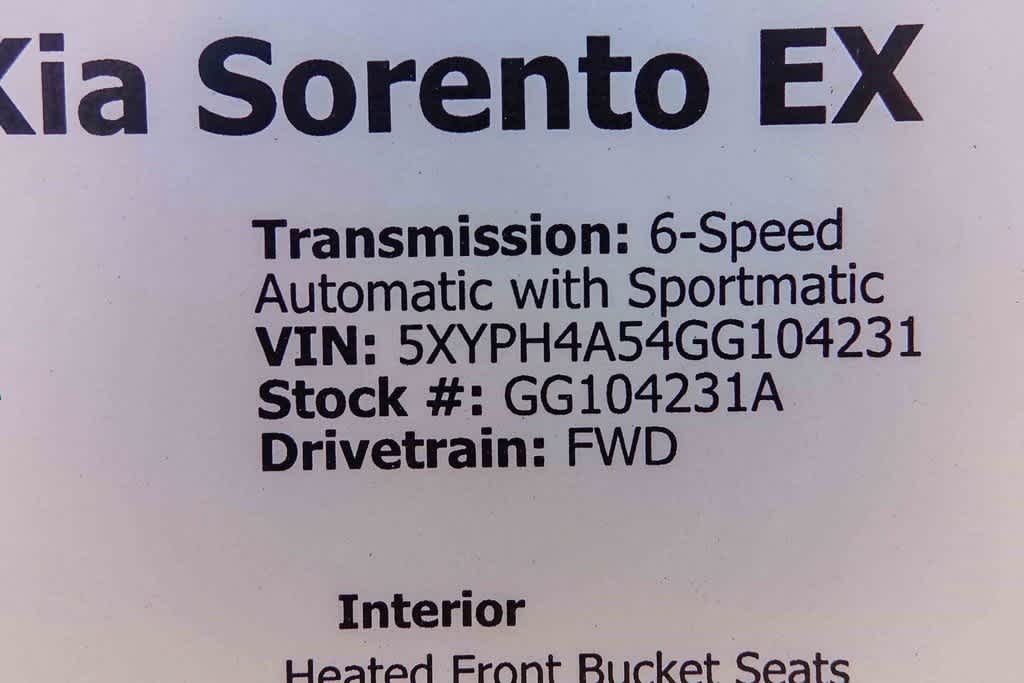 Kia Sorento EX
Transmission: 6-Speed
Automatic with Sportmatic
VIN: 5XYPH4A54GG104231
Stock #: GG104231A
Drivetrain: FWD
Interior
Heated Front Bucket Seats